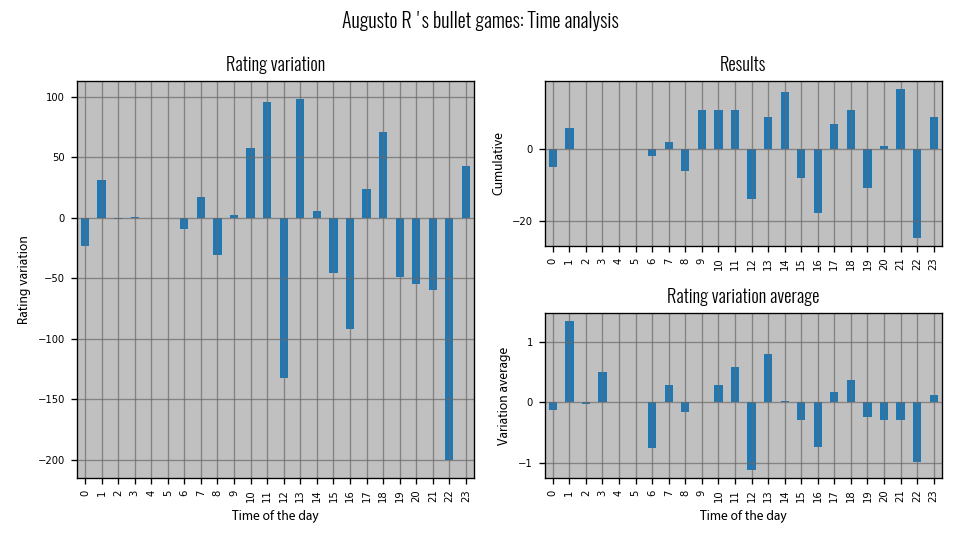 Augusto R 's bullet games: Time analysis
Rating variation
Rating variation
100
50
0
−50
−100
−150
−200
0 1 2 3 4 5 6 7 8 9 10 11 12 13 14 15 16 17 18 19 20 21 22 23
Time of the day
Results
Cumulative
0
−20
0 1 2 3 4 5 6 7 8 9 10 11 12 13 14 15 16 17 18 19 20 21 22 23
Rating variation average
Variation average
1
0
−1
0 1 2 3 4 5 6 7 8 9 10 11 12 13 14 15 16 17 18 19 20 21 22 23
Time of the day